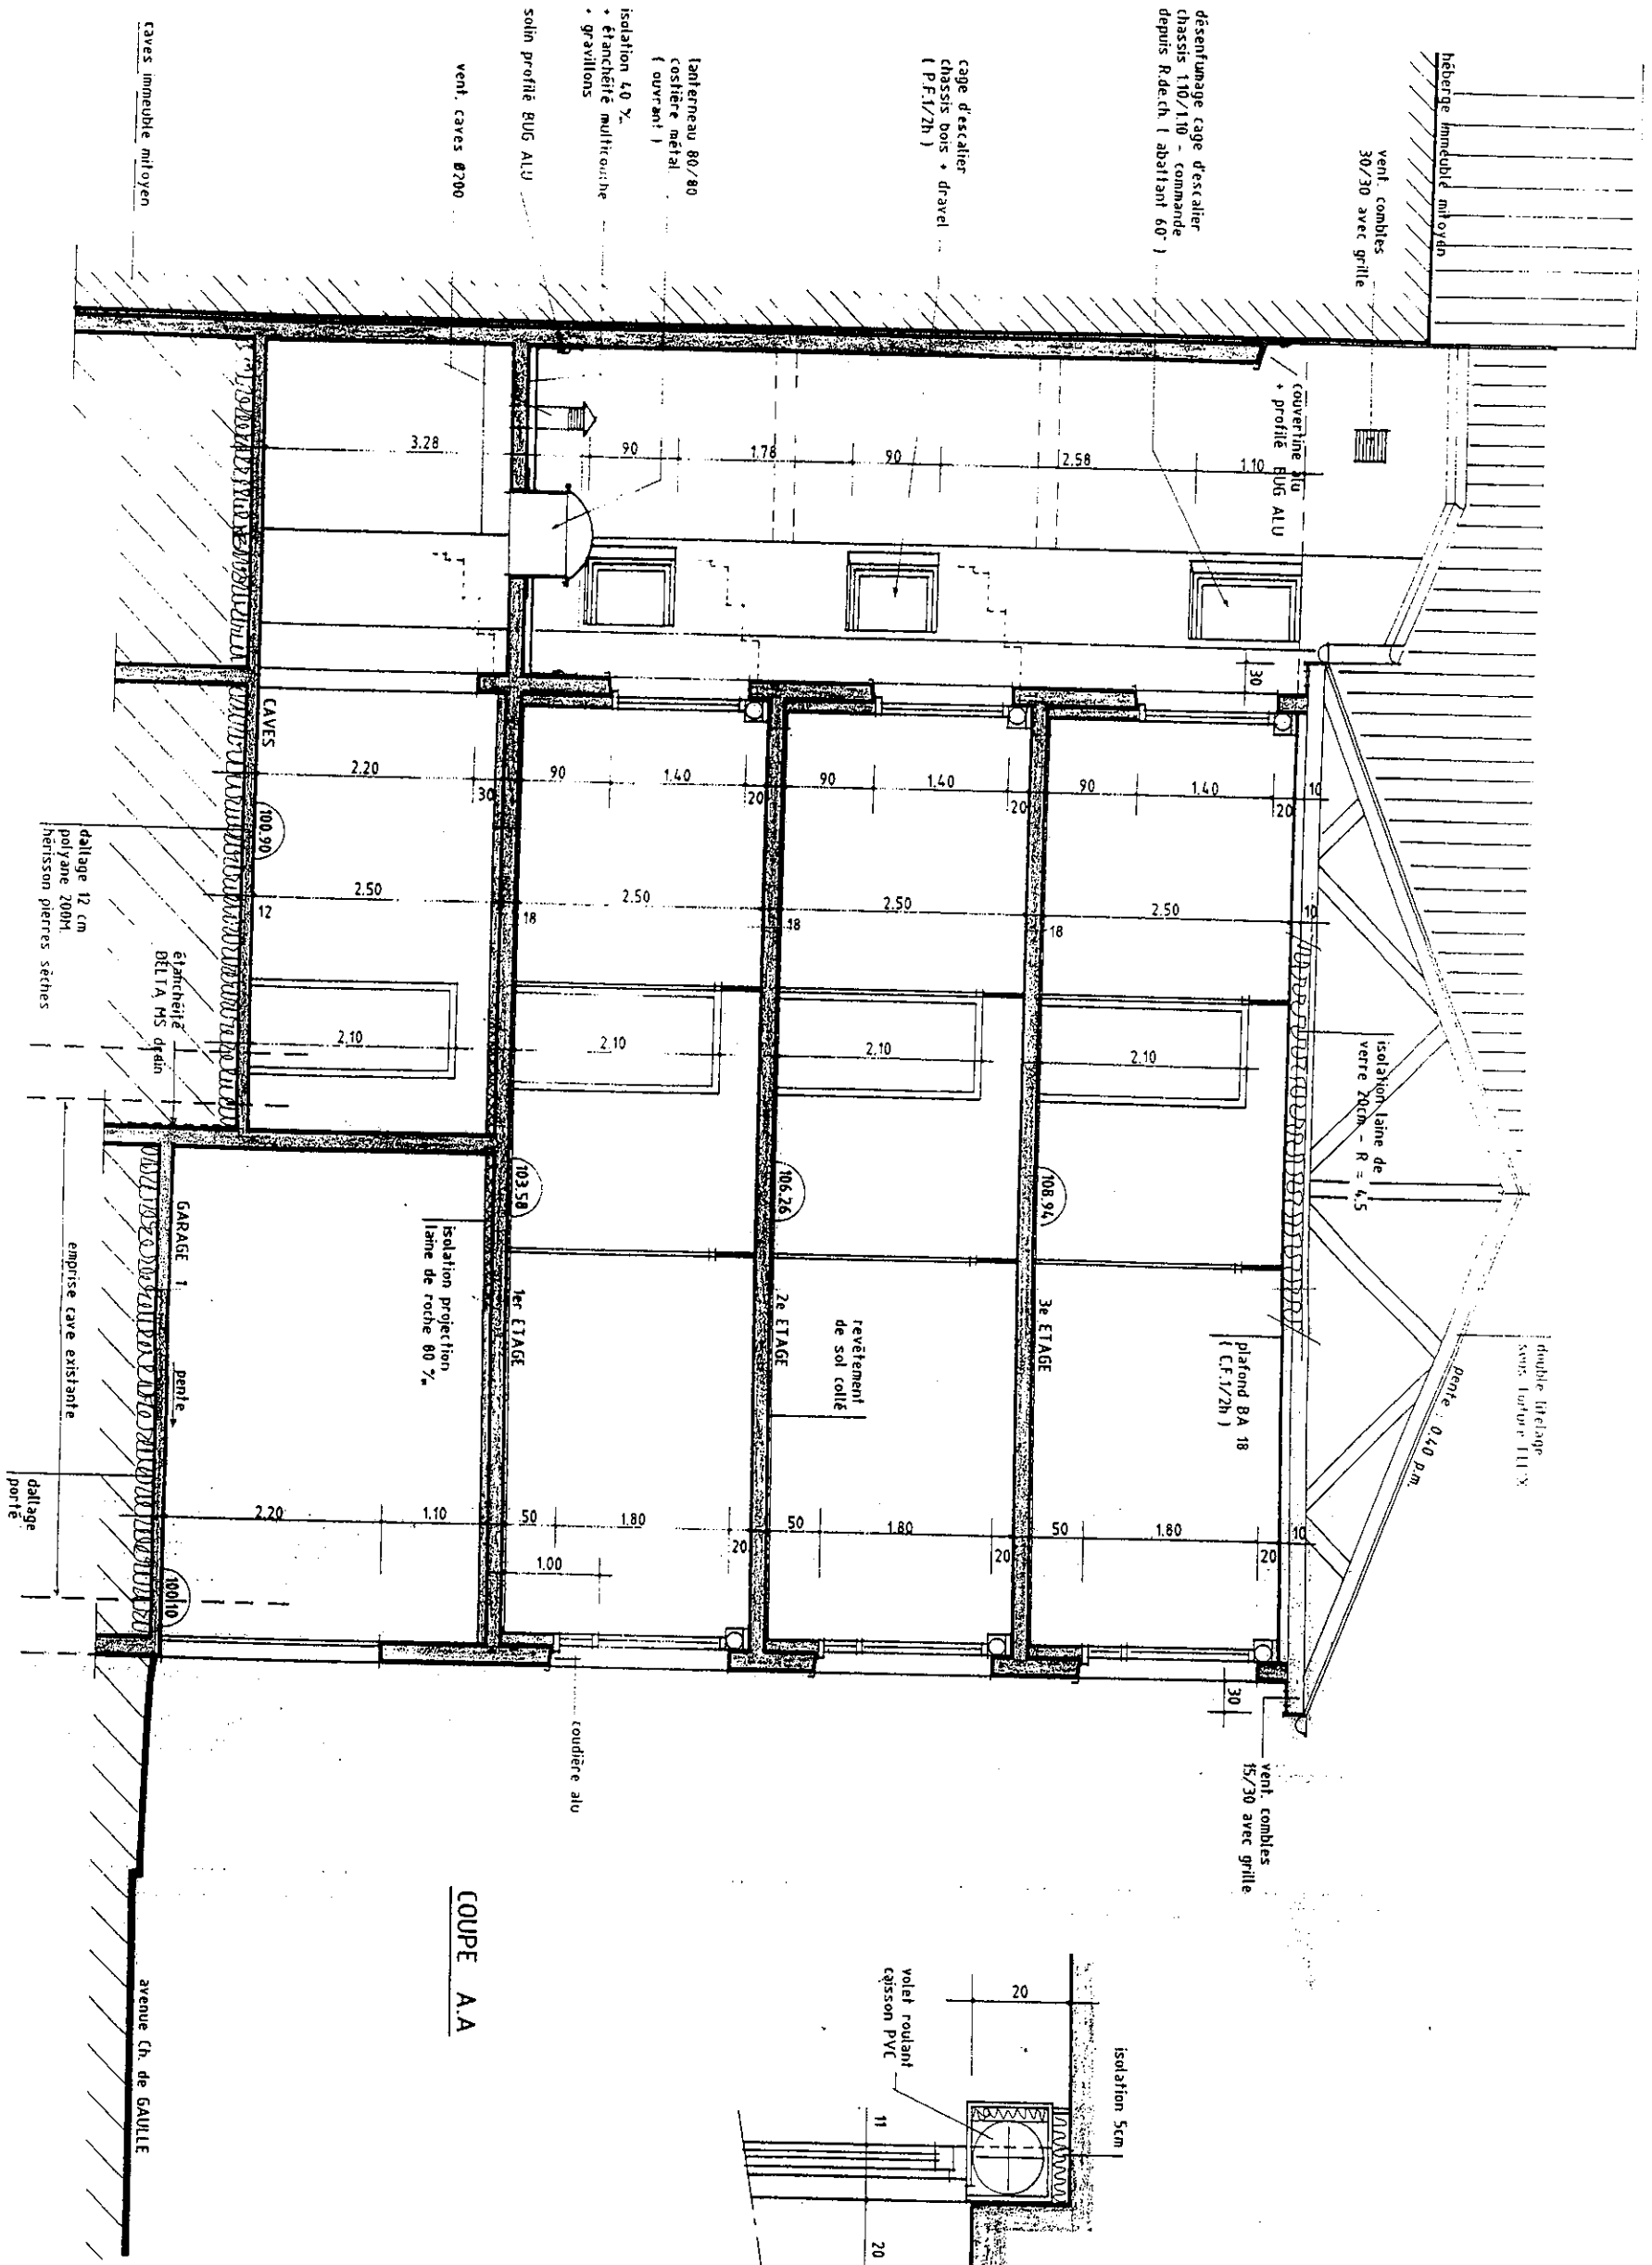 héberge immeuble mitoyen
vent. combles
30/30 avec grille
désenfumage cage d'escalier
chassis 1.10/1.10 - commande
depuis R.de.ch. ( abattant 60° )
cage d'escalier
chassis bois + dravel
( P.F.1/2h )
lanterneau 80/80
costière métal
( ouvrant )
isolation 40 %
+ étanchéité multicouche
+ gravillons
solin profilé BUG ALU
vent. caves Ø200
caves immeuble mitoyen
couvertine alu
+ profilé BUG ALU
3.28
90
1.78
90
2.58
1.10
30
CAVES
2.20
30
90
1.40
20
90
1.40
20
90
1.40
20
10
100.90
dallage 12 cm
polyane 200M.
hérisson pierres sèches
12
2.50
18
2.50
18
2.50
18
2.50
10
étanchéité
DELTA MS drain
2.10
2.10
2.10
2.10
isolation laine de
verre 20cm - R = 4,5
103.58
106.26
108.94
GARAGE 1
pente
emprise cave existante
isolation projection
laine de roche 80 %
1er ETAGE
2e ETAGE
3e ETAGE
revêtement
de sol collé
plafond BA 18
( C.F.1/2h )
double litelage
pente : 0.40 p.m.
dallage
porté
2.20
1.10
50
1.80
20
50
1.80
20
50
1.80
20
10
1.00
100.10
30
coudière alu
vent. combles
15/30 avec grille
COUPE A.A
avenue Ch. de GAULLE
20
isolation 5cm
volet roulant
caisson PVC
11
20